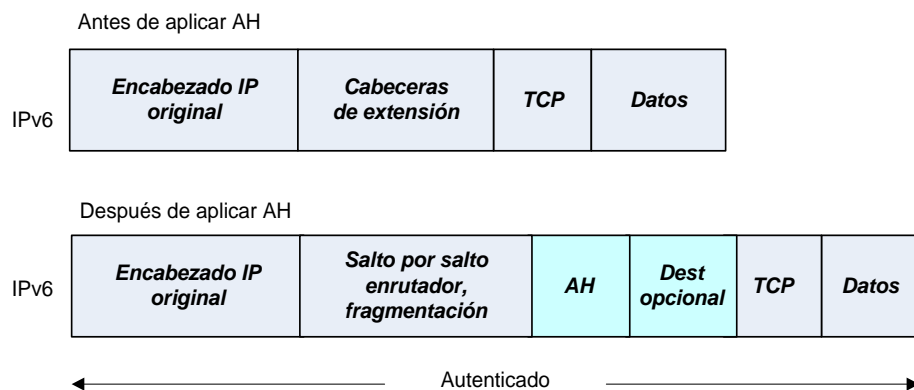 Antes de aplicar AH
IPv6
Encabezado IP
original
Cabeceras
de extensión
TCP
Datos
Después de aplicar AH
IPv6
Encabezado IP
original
Salto por salto
enrutador,
fragmentación
AH
Dest
opcional
TCP
Datos
Autenticado